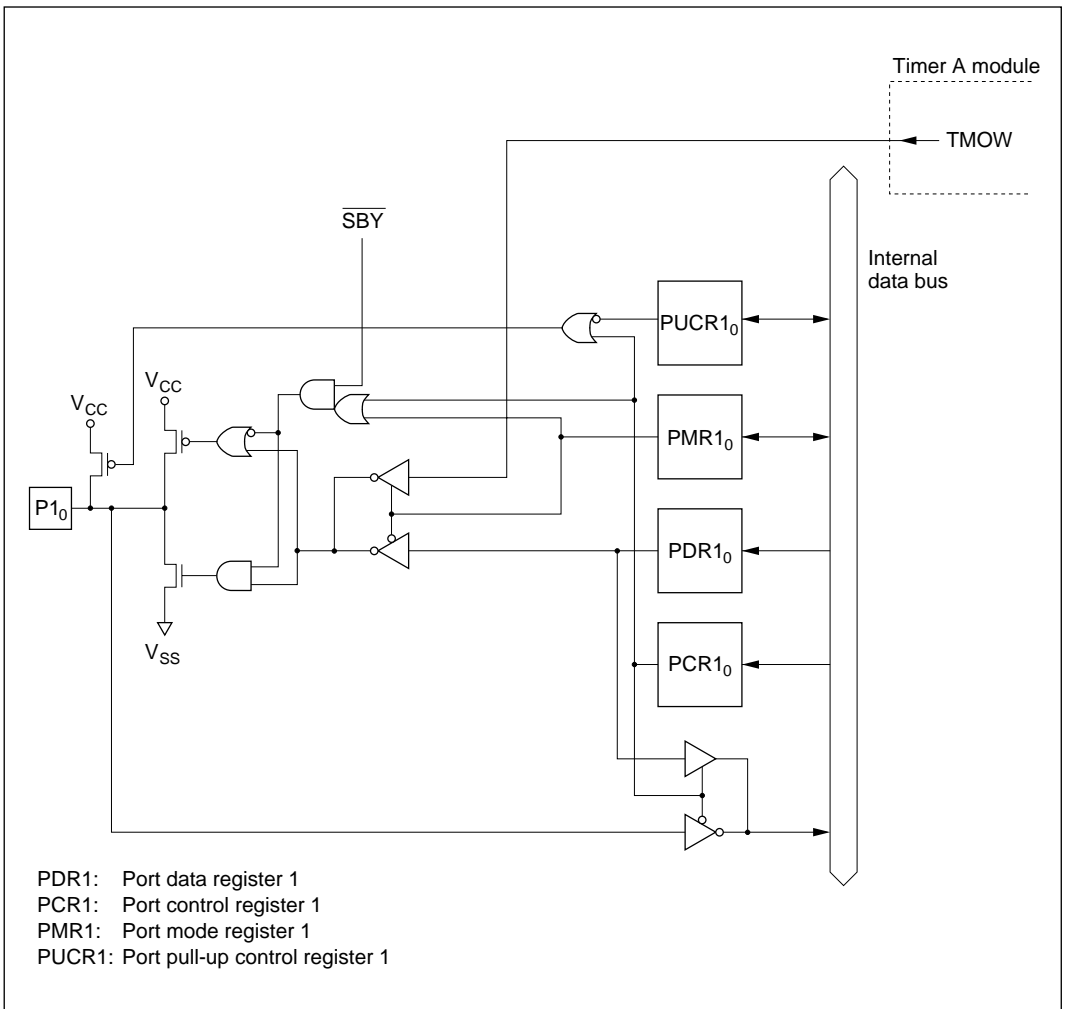 Timer A module
TMOW
S̅B̅Y̅
Internal
data bus
PUCR1₀
V_CC
V_CC
PMR1₀
P1₀
PDR1₀
V_SS
PCR1₀
PDR1: Port data register 1
PCR1: Port control register 1
PMR1: Port mode register 1
PUCR1: Port pull-up control register 1